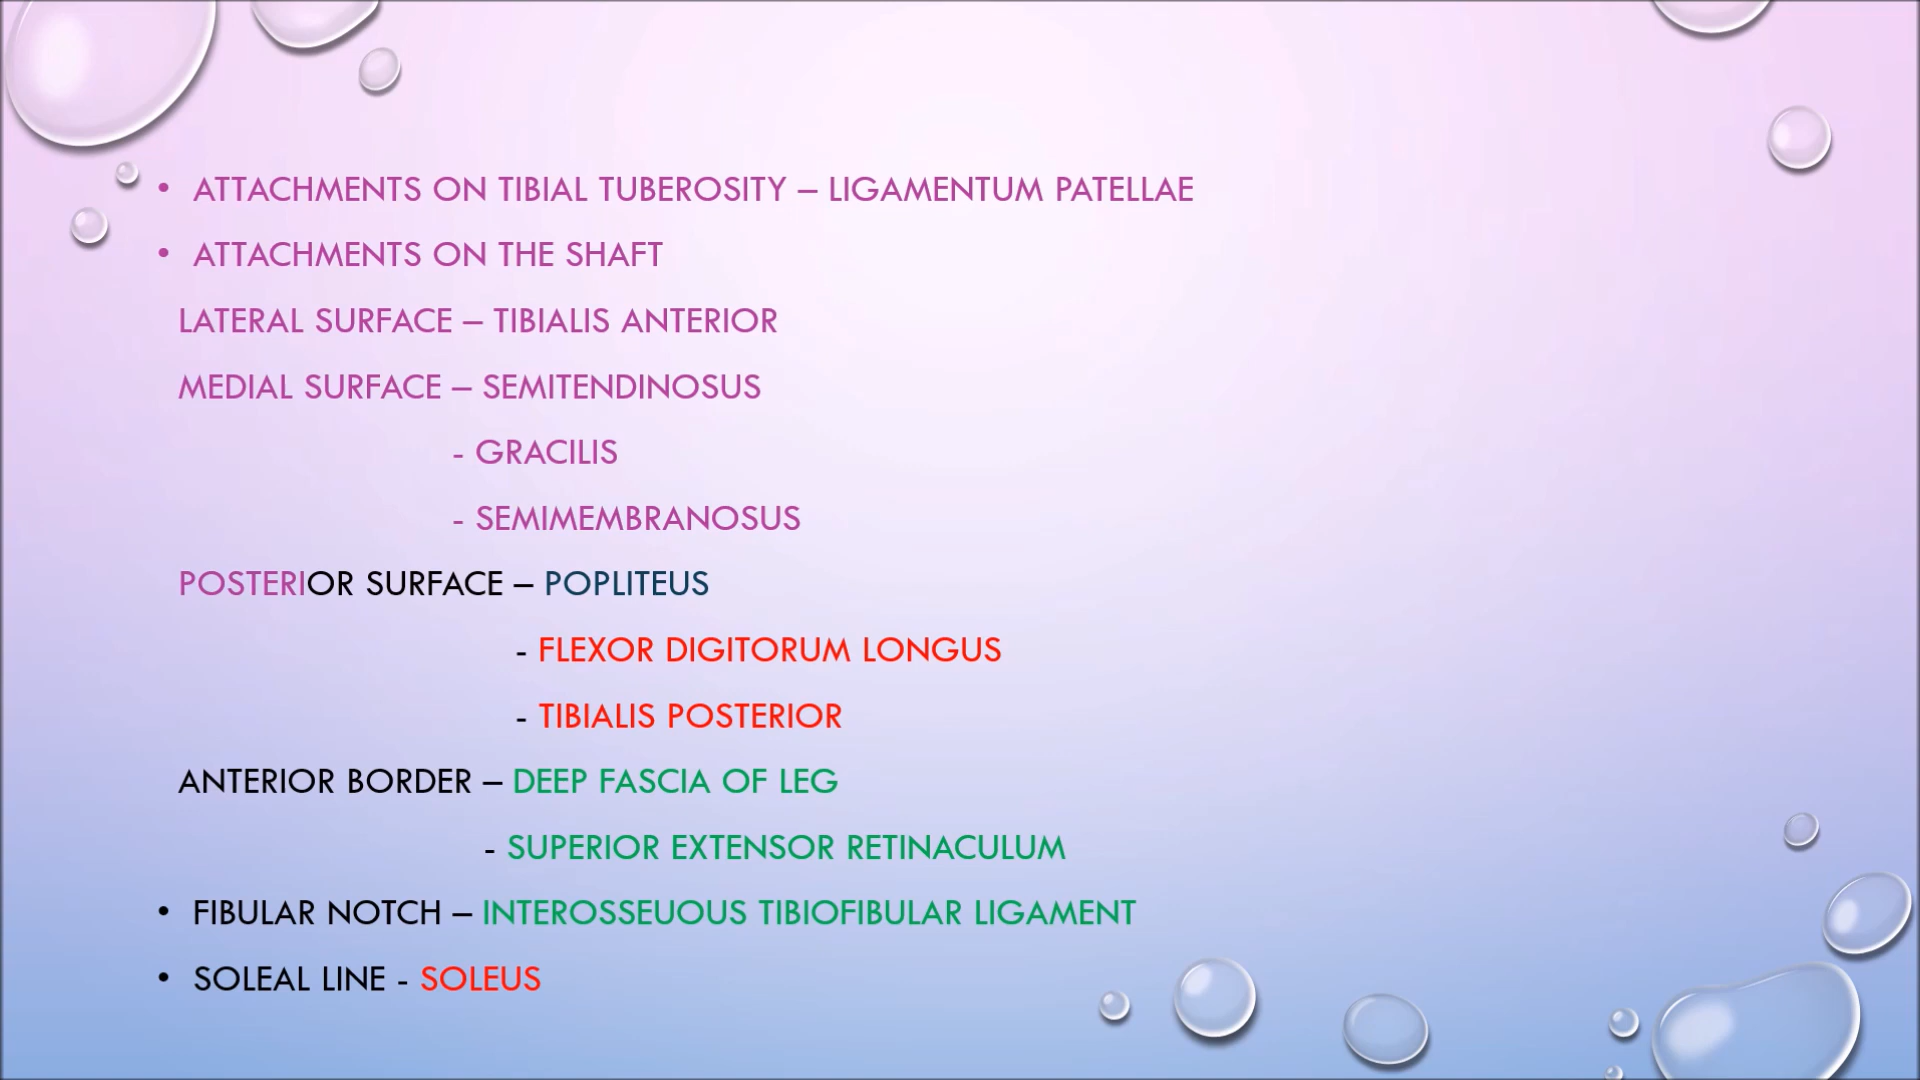 • ATTACHMENTS ON TIBIAL TUBEROSITY – LIGAMENTUM PATELLAE
• ATTACHMENTS ON THE SHAFT
LATERAL SURFACE – TIBIALIS ANTERIOR
MEDIAL SURFACE – SEMITENDINOSUS
- GRACILIS
- SEMIMEMBRANOSUS
POSTERIOR SURFACE – POPLITEUS
- FLEXOR DIGITORUM LONGUS
- TIBIALIS POSTERIOR
ANTERIOR BORDER – DEEP FASCIA OF LEG
- SUPERIOR EXTENSOR RETINACULUM
• FIBULAR NOTCH – INTEROSSEUOUS TIBIOFIBULAR LIGAMENT
• SOLEAL LINE - SOLEUS